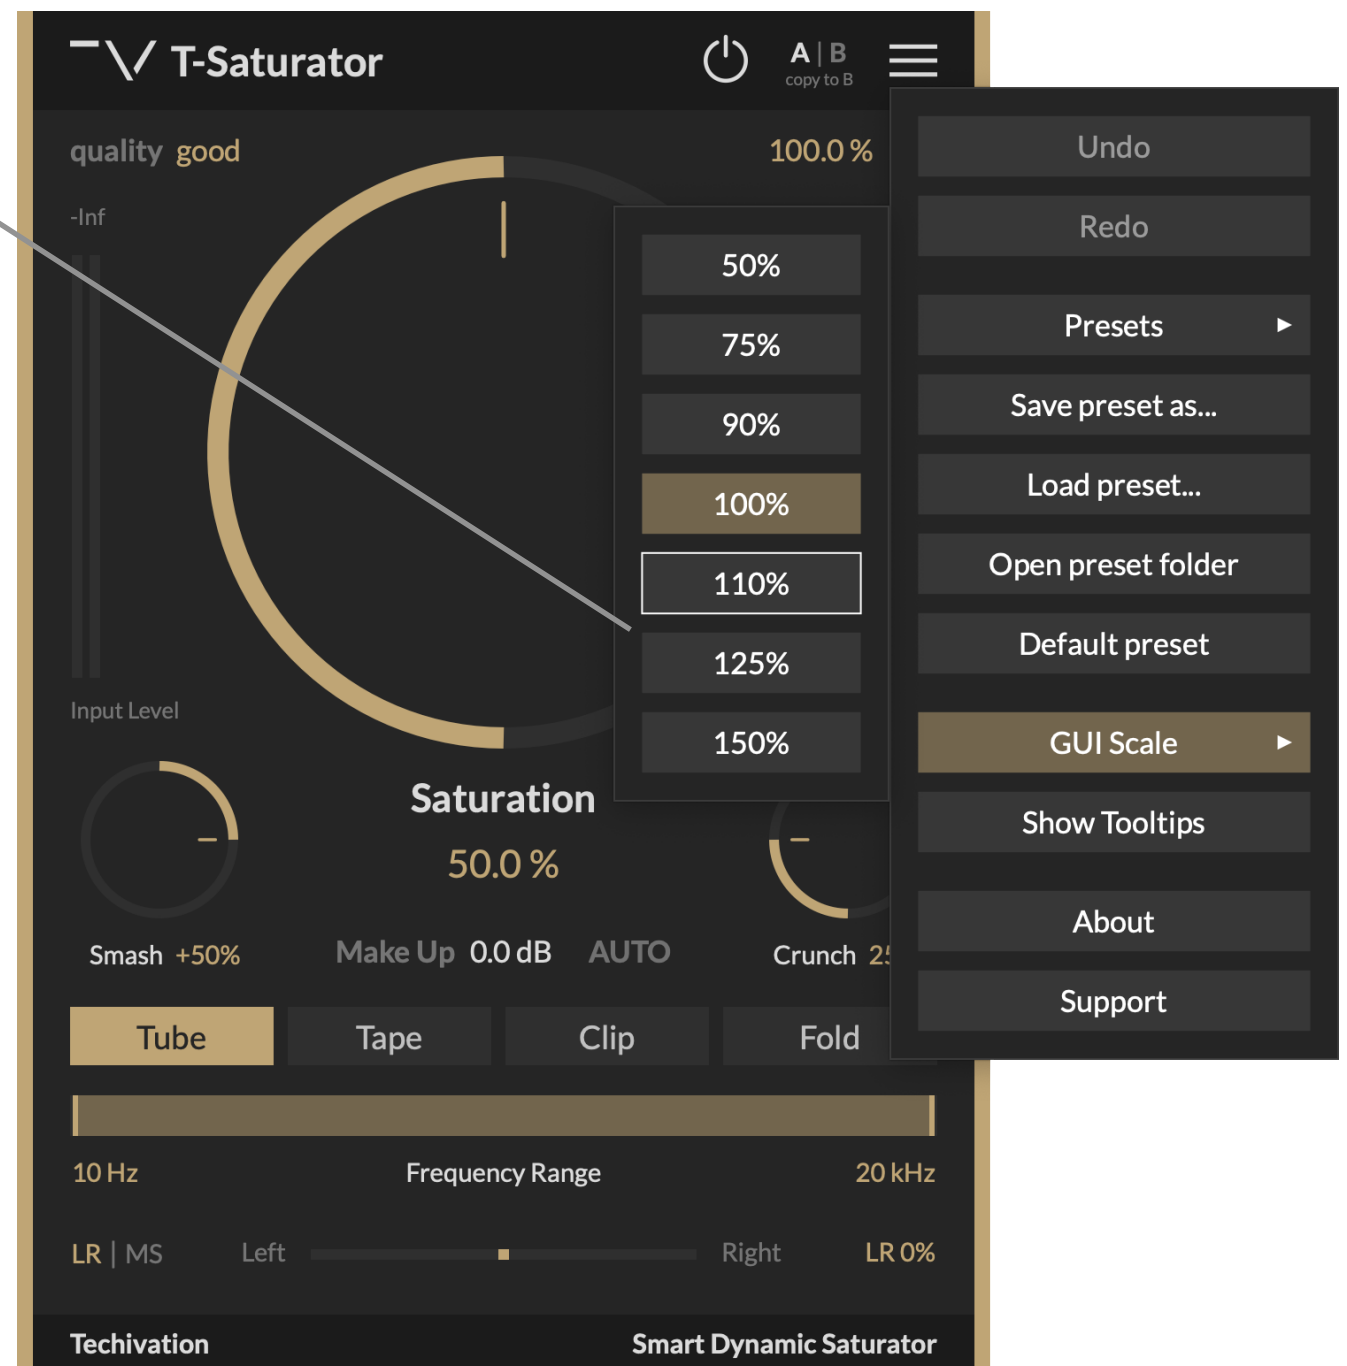 T-Saturator
A | B
copy to B
quality good
100.0 %
-Inf
Input Level
Undo
Redo
Presets
Save preset as...
Load preset...
Open preset folder
Default preset
GUI Scale
Show Tooltips
About
Support
50%
75%
90%
100%
110%
125%
150%
Saturation
50.0 %
Smash +50%
Make Up 0.0 dB AUTO
Crunch
Tube
Tape
Clip
Fold
10 Hz
Frequency Range
20 kHz
LR | MS
Left
Right
LR 0%
Techivation
Smart Dynamic Saturator